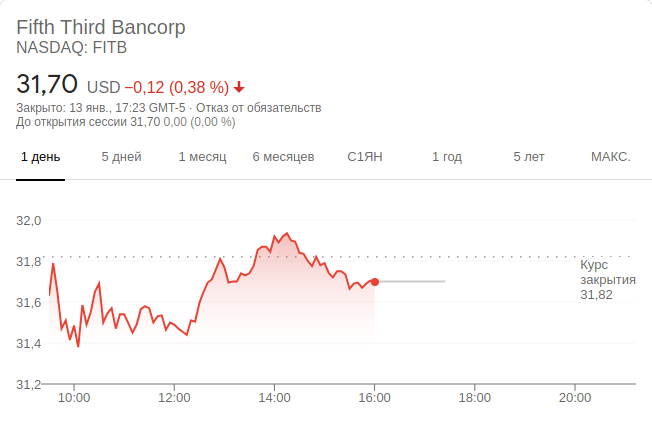 Fifth Third Bancorp
NASDAQ: FITB
31,70 USD −0,12 (0,38 %)
Закрыто: 13 янв., 17:23 GMT-5 · Отказ от обязательств
До открытия сессии 31,70 0,00 (0,00 %)
1 день 5 дней 1 месяц 6 месяцев С1ЯН 1 год 5 лет МАКС.
32,0
31,8
Курс
закрытия
31,82
31,6
31,4
31,2
10:00 12:00 14:00 16:00 18:00 20:00